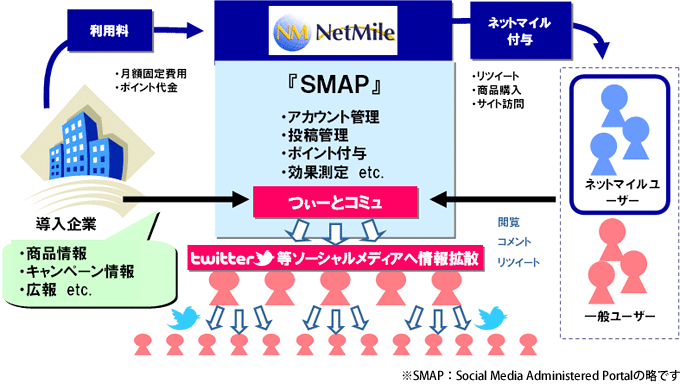 利用料
NM NetMile
ネットマイル
付与
・月額固定費用
・ポイント代金
『SMAP』
・アカウント管理
・投稿管理
・ポイント付与
・効果測定 etc.
・リツイート
・商品購入
・サイト訪問
ネットマイルユ
ーザー
つぃーとコミュ
導入企業
・商品情報
・キャンペーン情報
・広報 etc.
閲覧
コメント
リツイート
twitter等ソーシャルメディアへ情報拡散
一般ユーザー
※SMAP：Social Media Administered Portalの略です